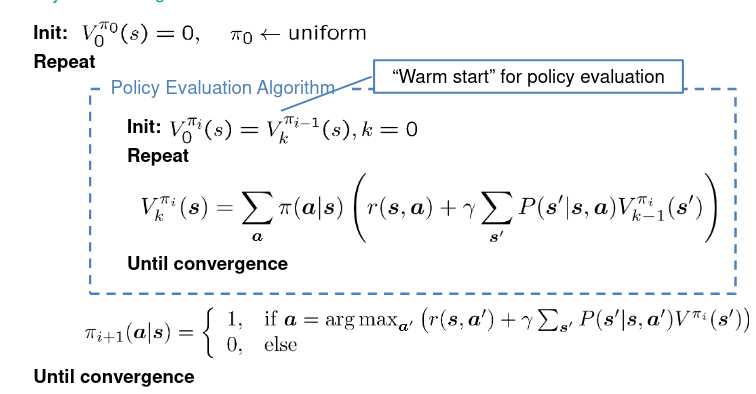 Init: $V_0^{\pi_0}(s) = 0, \quad \pi_0 \leftarrow \text{uniform}$
Repeat
Policy Evaluation Algorithm
"Warm start" for policy evaluation
Init: $V_0^{\pi_i}(s) = V_k^{\pi_{i-1}}(s), k = 0$
Repeat
$V_k^{\pi_i}(\boldsymbol{s}) = \sum_{\boldsymbol{a}} \pi(\boldsymbol{a}|\boldsymbol{s}) \left( r(\boldsymbol{s}, \boldsymbol{a}) + \gamma \sum_{\boldsymbol{s}'} P(\boldsymbol{s}'|\boldsymbol{s}, \boldsymbol{a}) V_{k-1}^{\pi_i}(\boldsymbol{s}') \right)$
Until convergence
$\pi_{i+1}(\boldsymbol{a}|\boldsymbol{s}) = \begin{cases} 1, & \text{if } \boldsymbol{a} = \arg\max_{\boldsymbol{a}'} \left( r(\boldsymbol{s}, \boldsymbol{a}') + \gamma \sum_{\boldsymbol{s}'} P(\boldsymbol{s}'|\boldsymbol{s}, \boldsymbol{a}') V^{\pi_i}(\boldsymbol{s}') \right) \\ 0, & \text{else} \end{cases}$
Until convergence